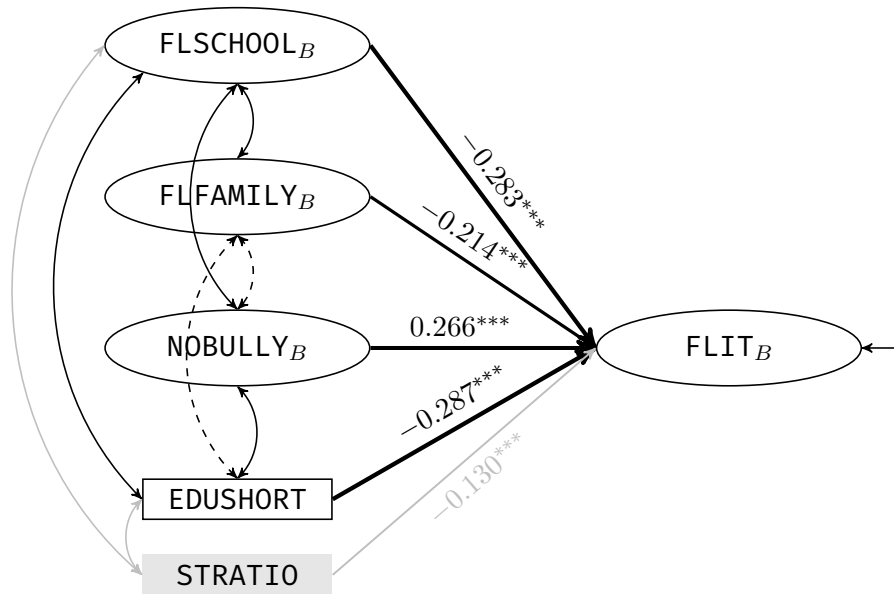 FLSCHOOL_B
−0.283***
FLFAMILY_B
−0.214***
NOBULLY_B
0.266***
FLIT_B
−0.287***
EDUSHORT
−0.130***
STRATIO